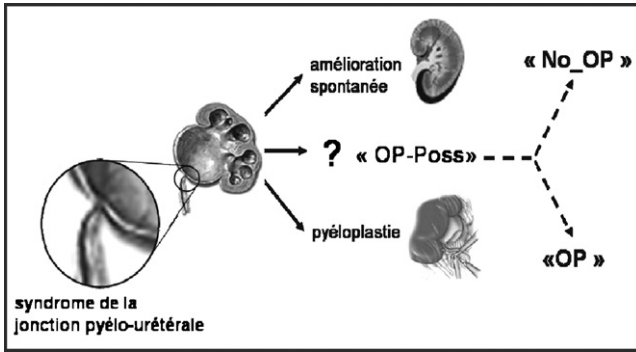 amélioration
spontanée
« No_OP »
? « OP-Poss»
pyéloplastie
«OP »
syndrome de la
jonction pyélo-urétérale